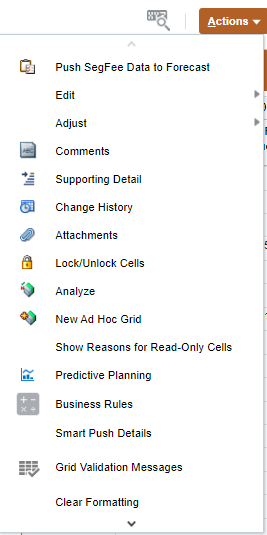 Actions
Push SegFee Data to Forecast
Edit
Adjust
Comments
Supporting Detail
Change History
Attachments
Lock/Unlock Cells
Analyze
New Ad Hoc Grid
Show Reasons for Read-Only Cells
Predictive Planning
Business Rules
Smart Push Details
Grid Validation Messages
Clear Formatting